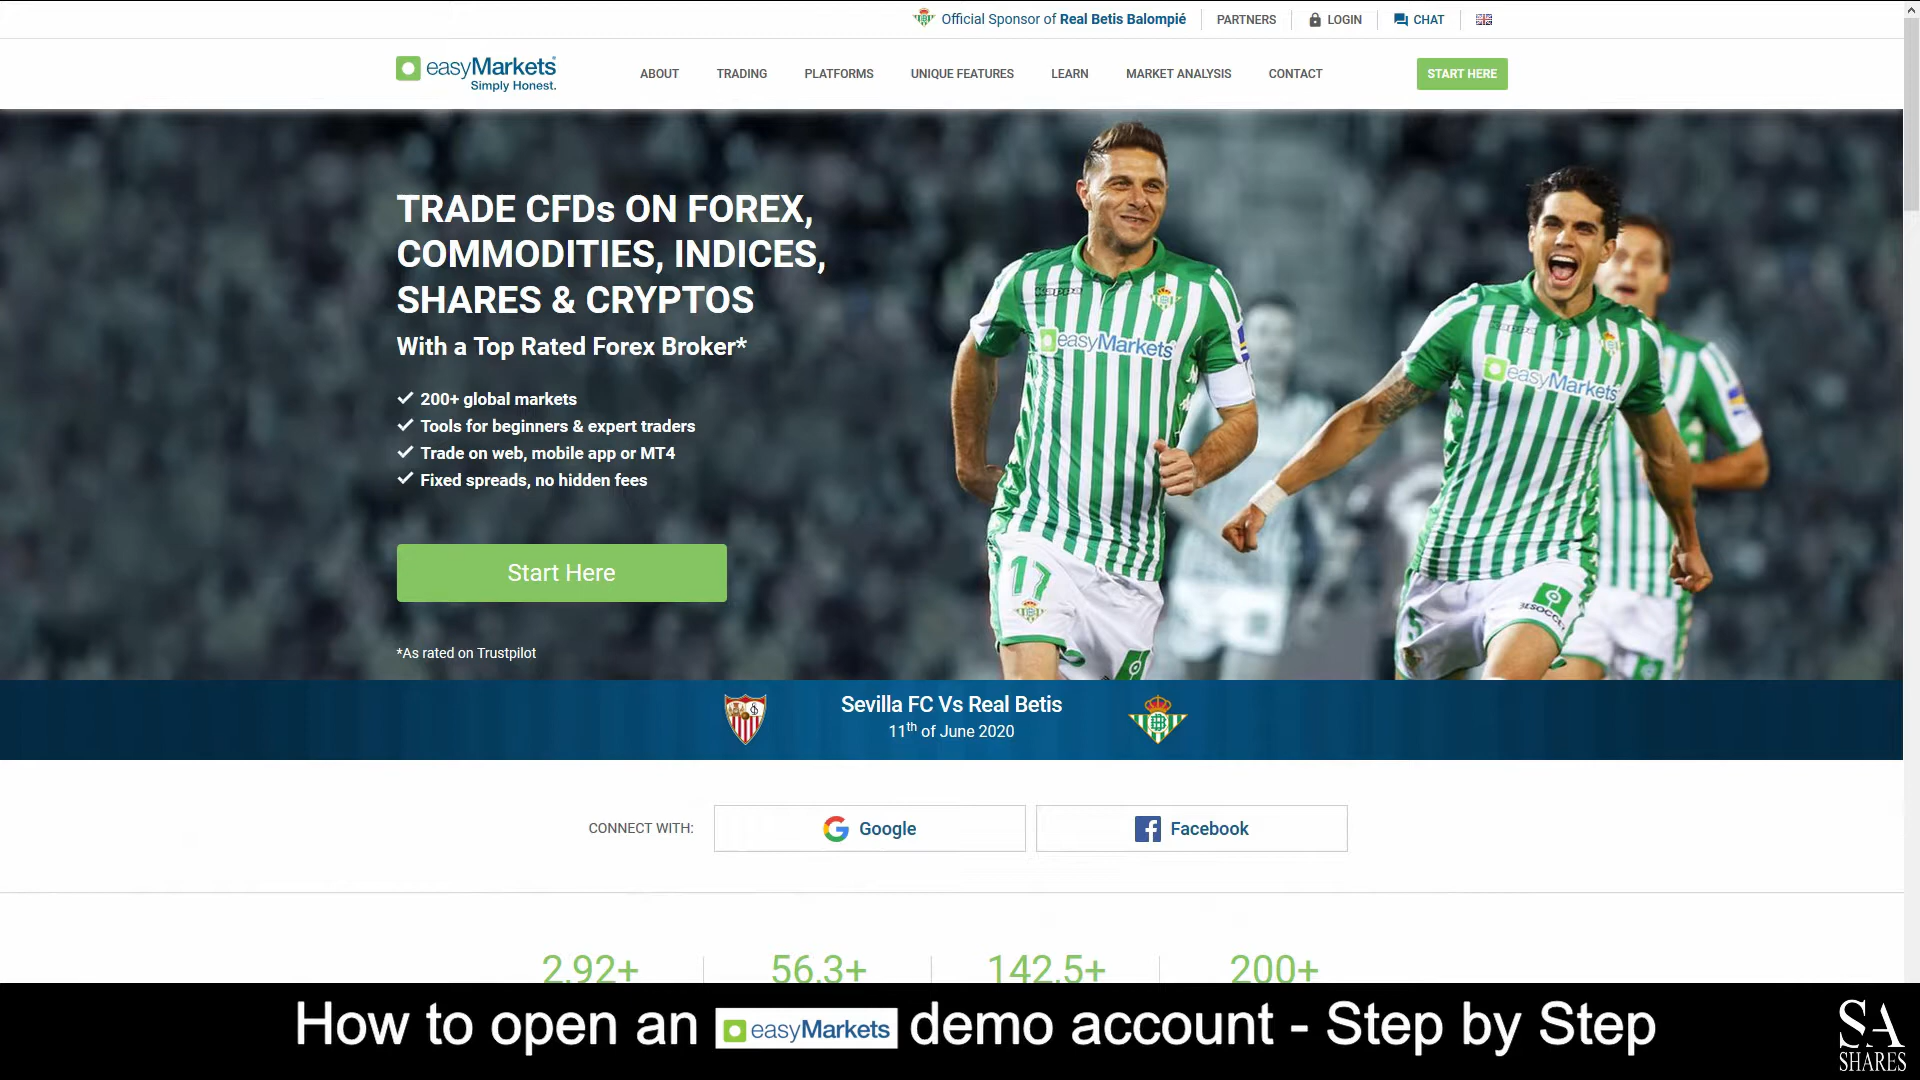 Official Sponsor of Real Betis Balompié
PARTNERS
LOGIN
CHAT
easyMarkets
Simply Honest.
ABOUT
TRADING
PLATFORMS
UNIQUE FEATURES
LEARN
MARKET ANALYSIS
CONTACT
START HERE
TRADE CFDs ON FOREX,
COMMODITIES, INDICES,
SHARES & CRYPTOS
With a Top Rated Forex Broker*
200+ global markets
Tools for beginners & expert traders
Trade on web, mobile app or MT4
Fixed spreads, no hidden fees
Start Here
*As rated on Trustpilot
Kappa
easyMarkets
17
Kappa
easyMarkets
BESOCCER
5
Sevilla FC Vs Real Betis
11th of June 2020
CONNECT WITH:
Google
Facebook
2,92+
56,3+
142,5+
200+
How to open an easyMarkets demo account - Step by Step
SA
SHARES